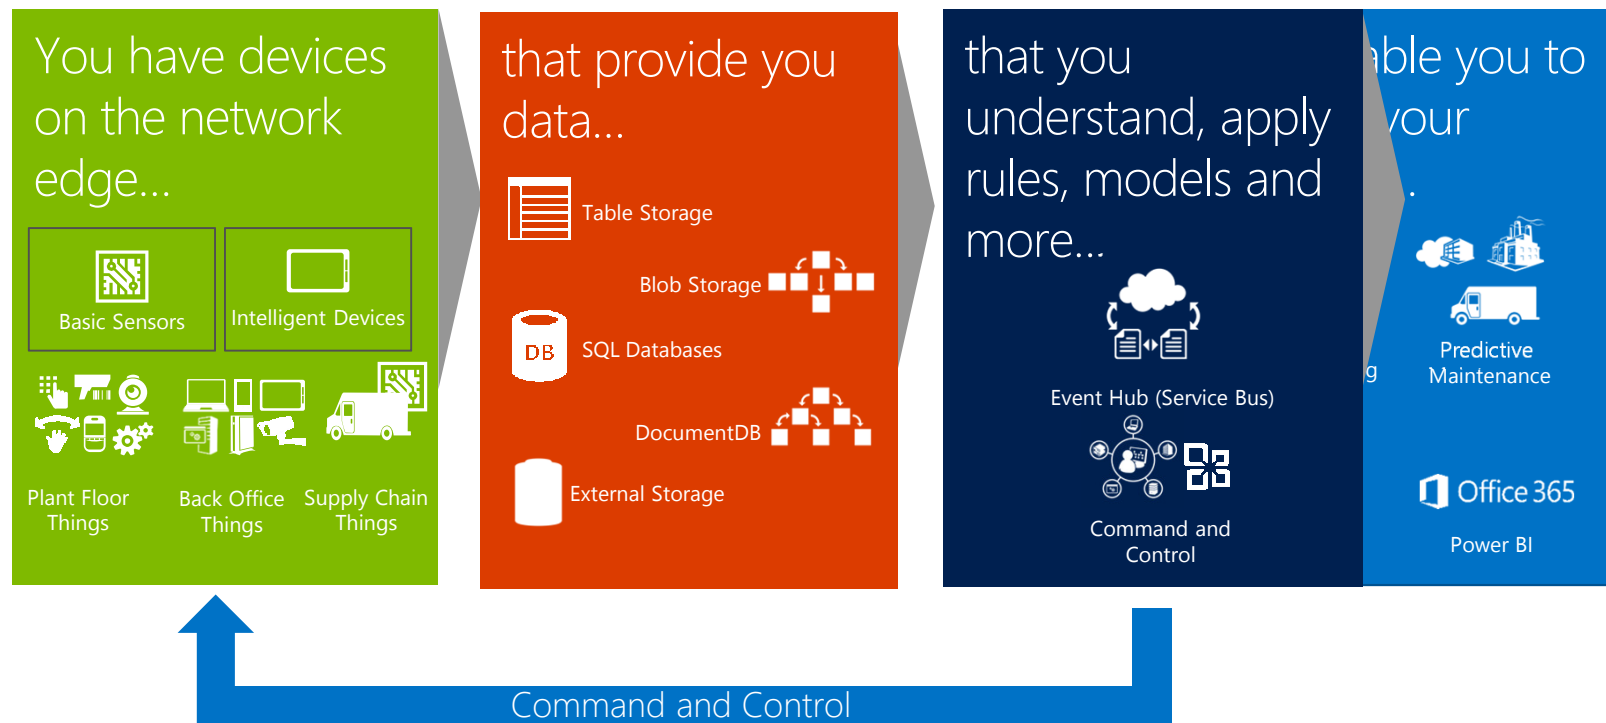 You have devices
on the network
edge...
Basic Sensors
Intelligent Devices
Plant Floor
Things
Back Office
Things
Supply Chain
Things
that provide you
data...
Table Storage
Blob Storage
DB
SQL Databases
DocumentDB
External Storage
that you
understand, apply
rules, models and
more...
Event Hub (Service Bus)
Command and
Control
you to
your
.
g
Predictive
Maintenance
Office 365
Power BI
Command and Control